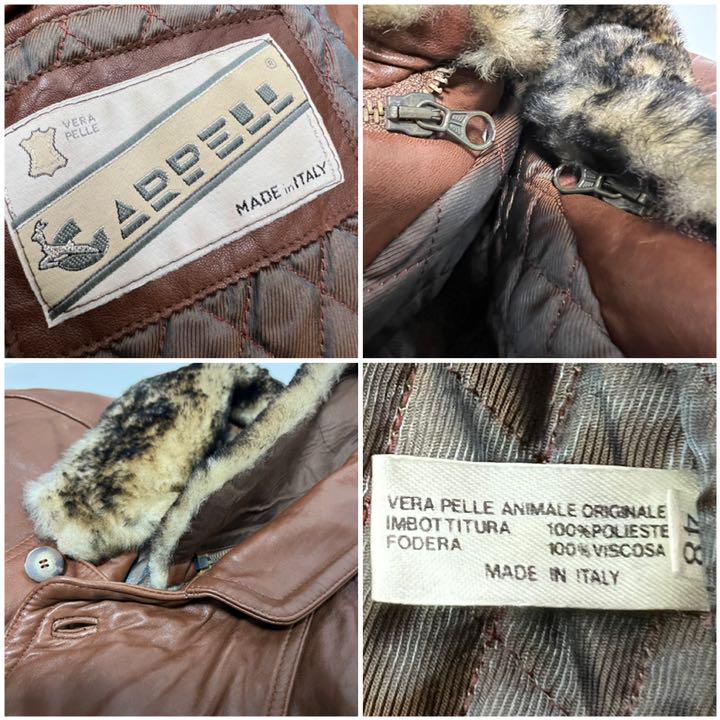 VERA
PELLE
ARPELL
®
MADE in ITALY
VERA PELLE ANIMALE ORIGINALE
IMBOTTITURA 100%POLIESTE
FODERA 100%VISCOSA
MADE IN ITALY
48